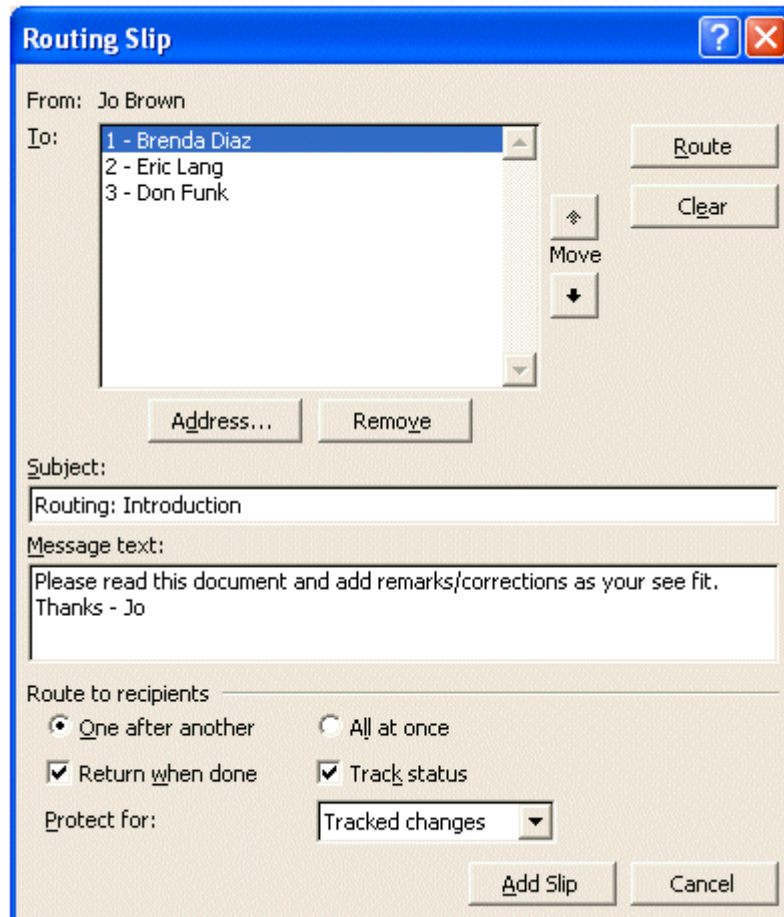 Routing Slip
From: Jo Brown
To:
1 - Brenda Diaz
2 - Eric Lang
3 - Don Funk
Route
Clear
Move
Address...
Remove
Subject:
Routing: Introduction
Message text:
Please read this document and add remarks/corrections as your see fit.
Thanks - Jo
Route to recipients
One after another
All at once
Return when done
Track status
Protect for:
Tracked changes
Add Slip
Cancel